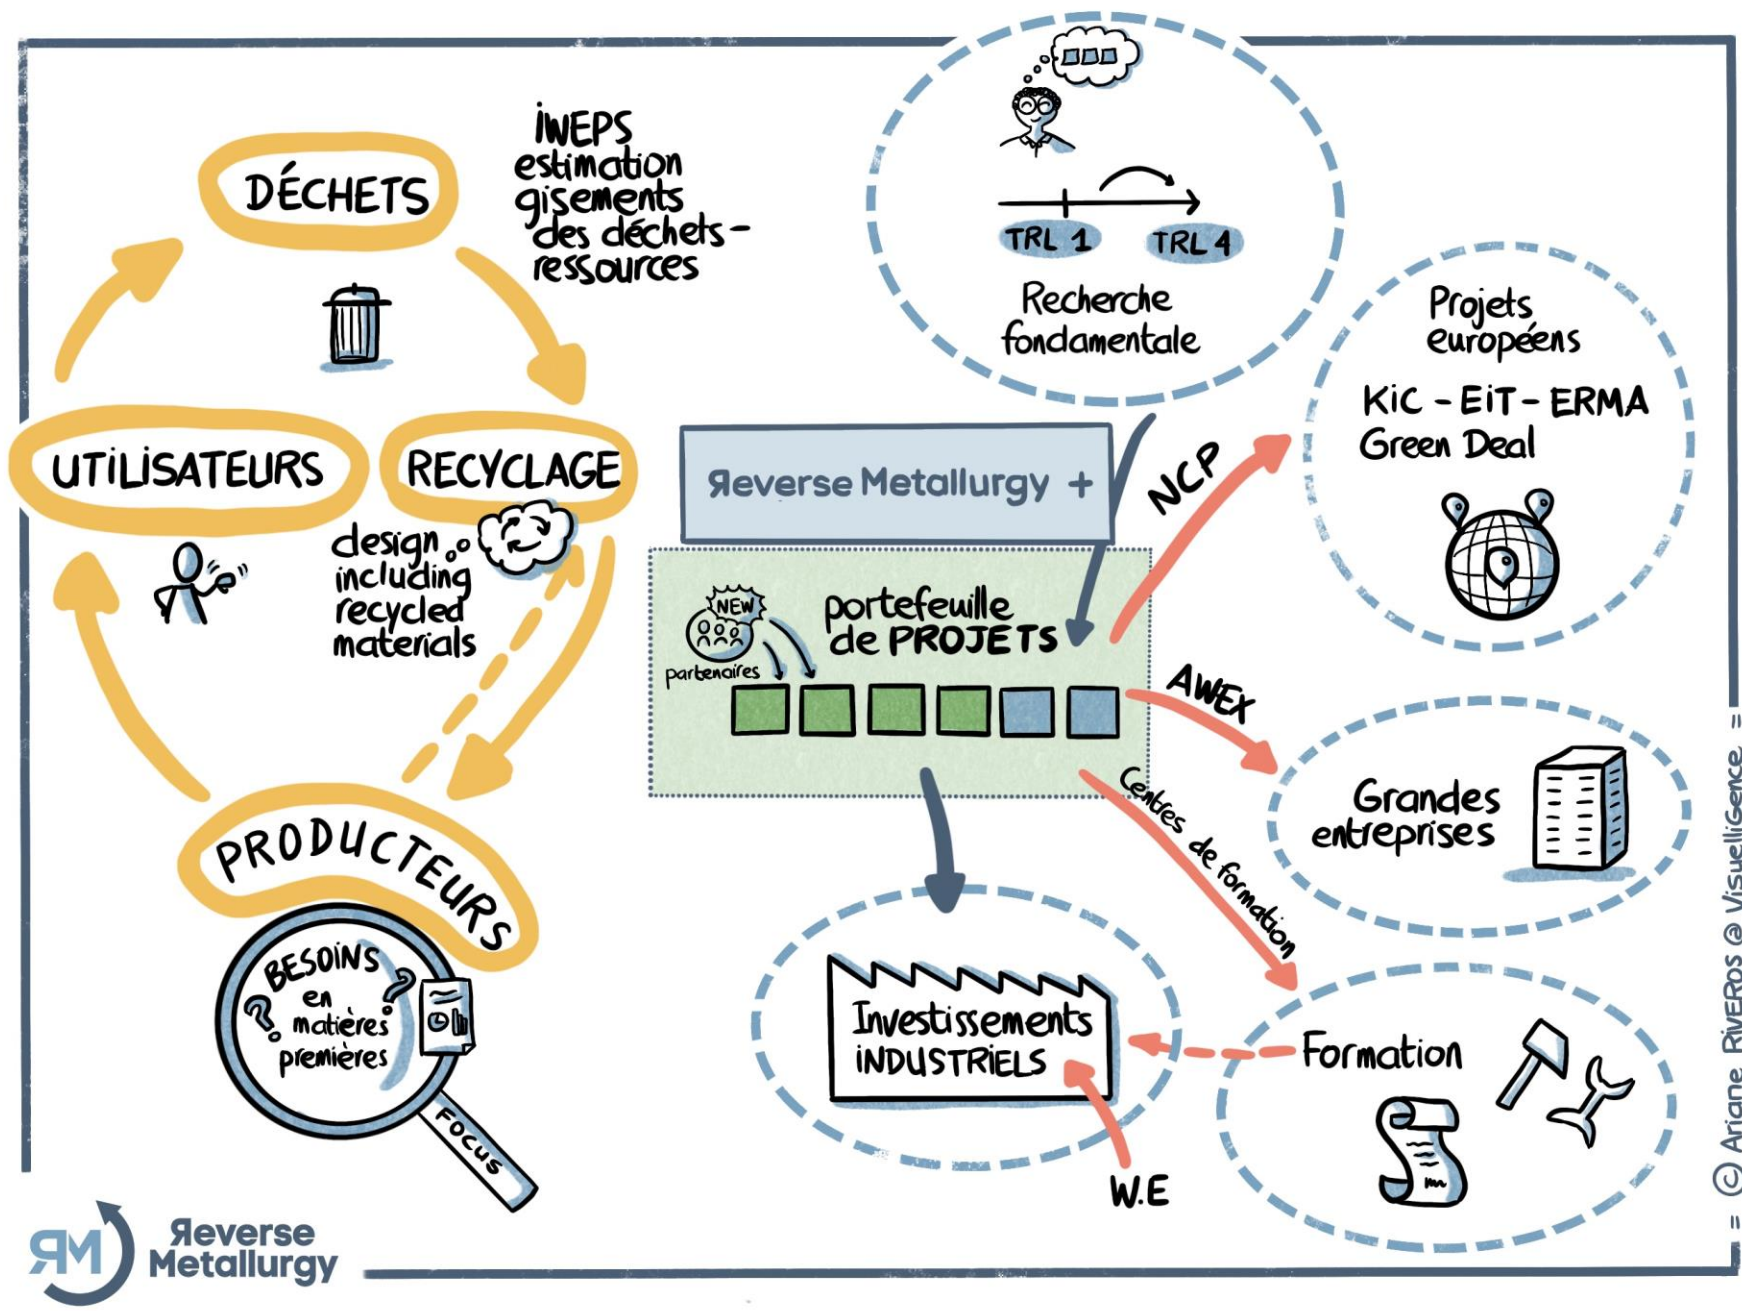 DÉCHETS
iWEPS
estimation
gisements
des déchets-
ressources
UTiLiSATEURS
RECYCLAGE
design
including
recycled
materials
PRODUCTEURS
BESOiNS
en
matières
premières
FOCUS
TRL 1
TRL 4
Recherche
fondamentale
Reverse Metallurgy +
NEW
partenaires
portefeuille
de PROJETS
NCP
Projets
européens
KiC - EiT - ERMA
Green Deal
AWEX
Grandes
entreprises
Centres de formation
Formation
Investissements
iNDUSTRiELS
W.E
RM
Reverse
Metallurgy
= © Ariane RiVEROS @ VisuelliGence =